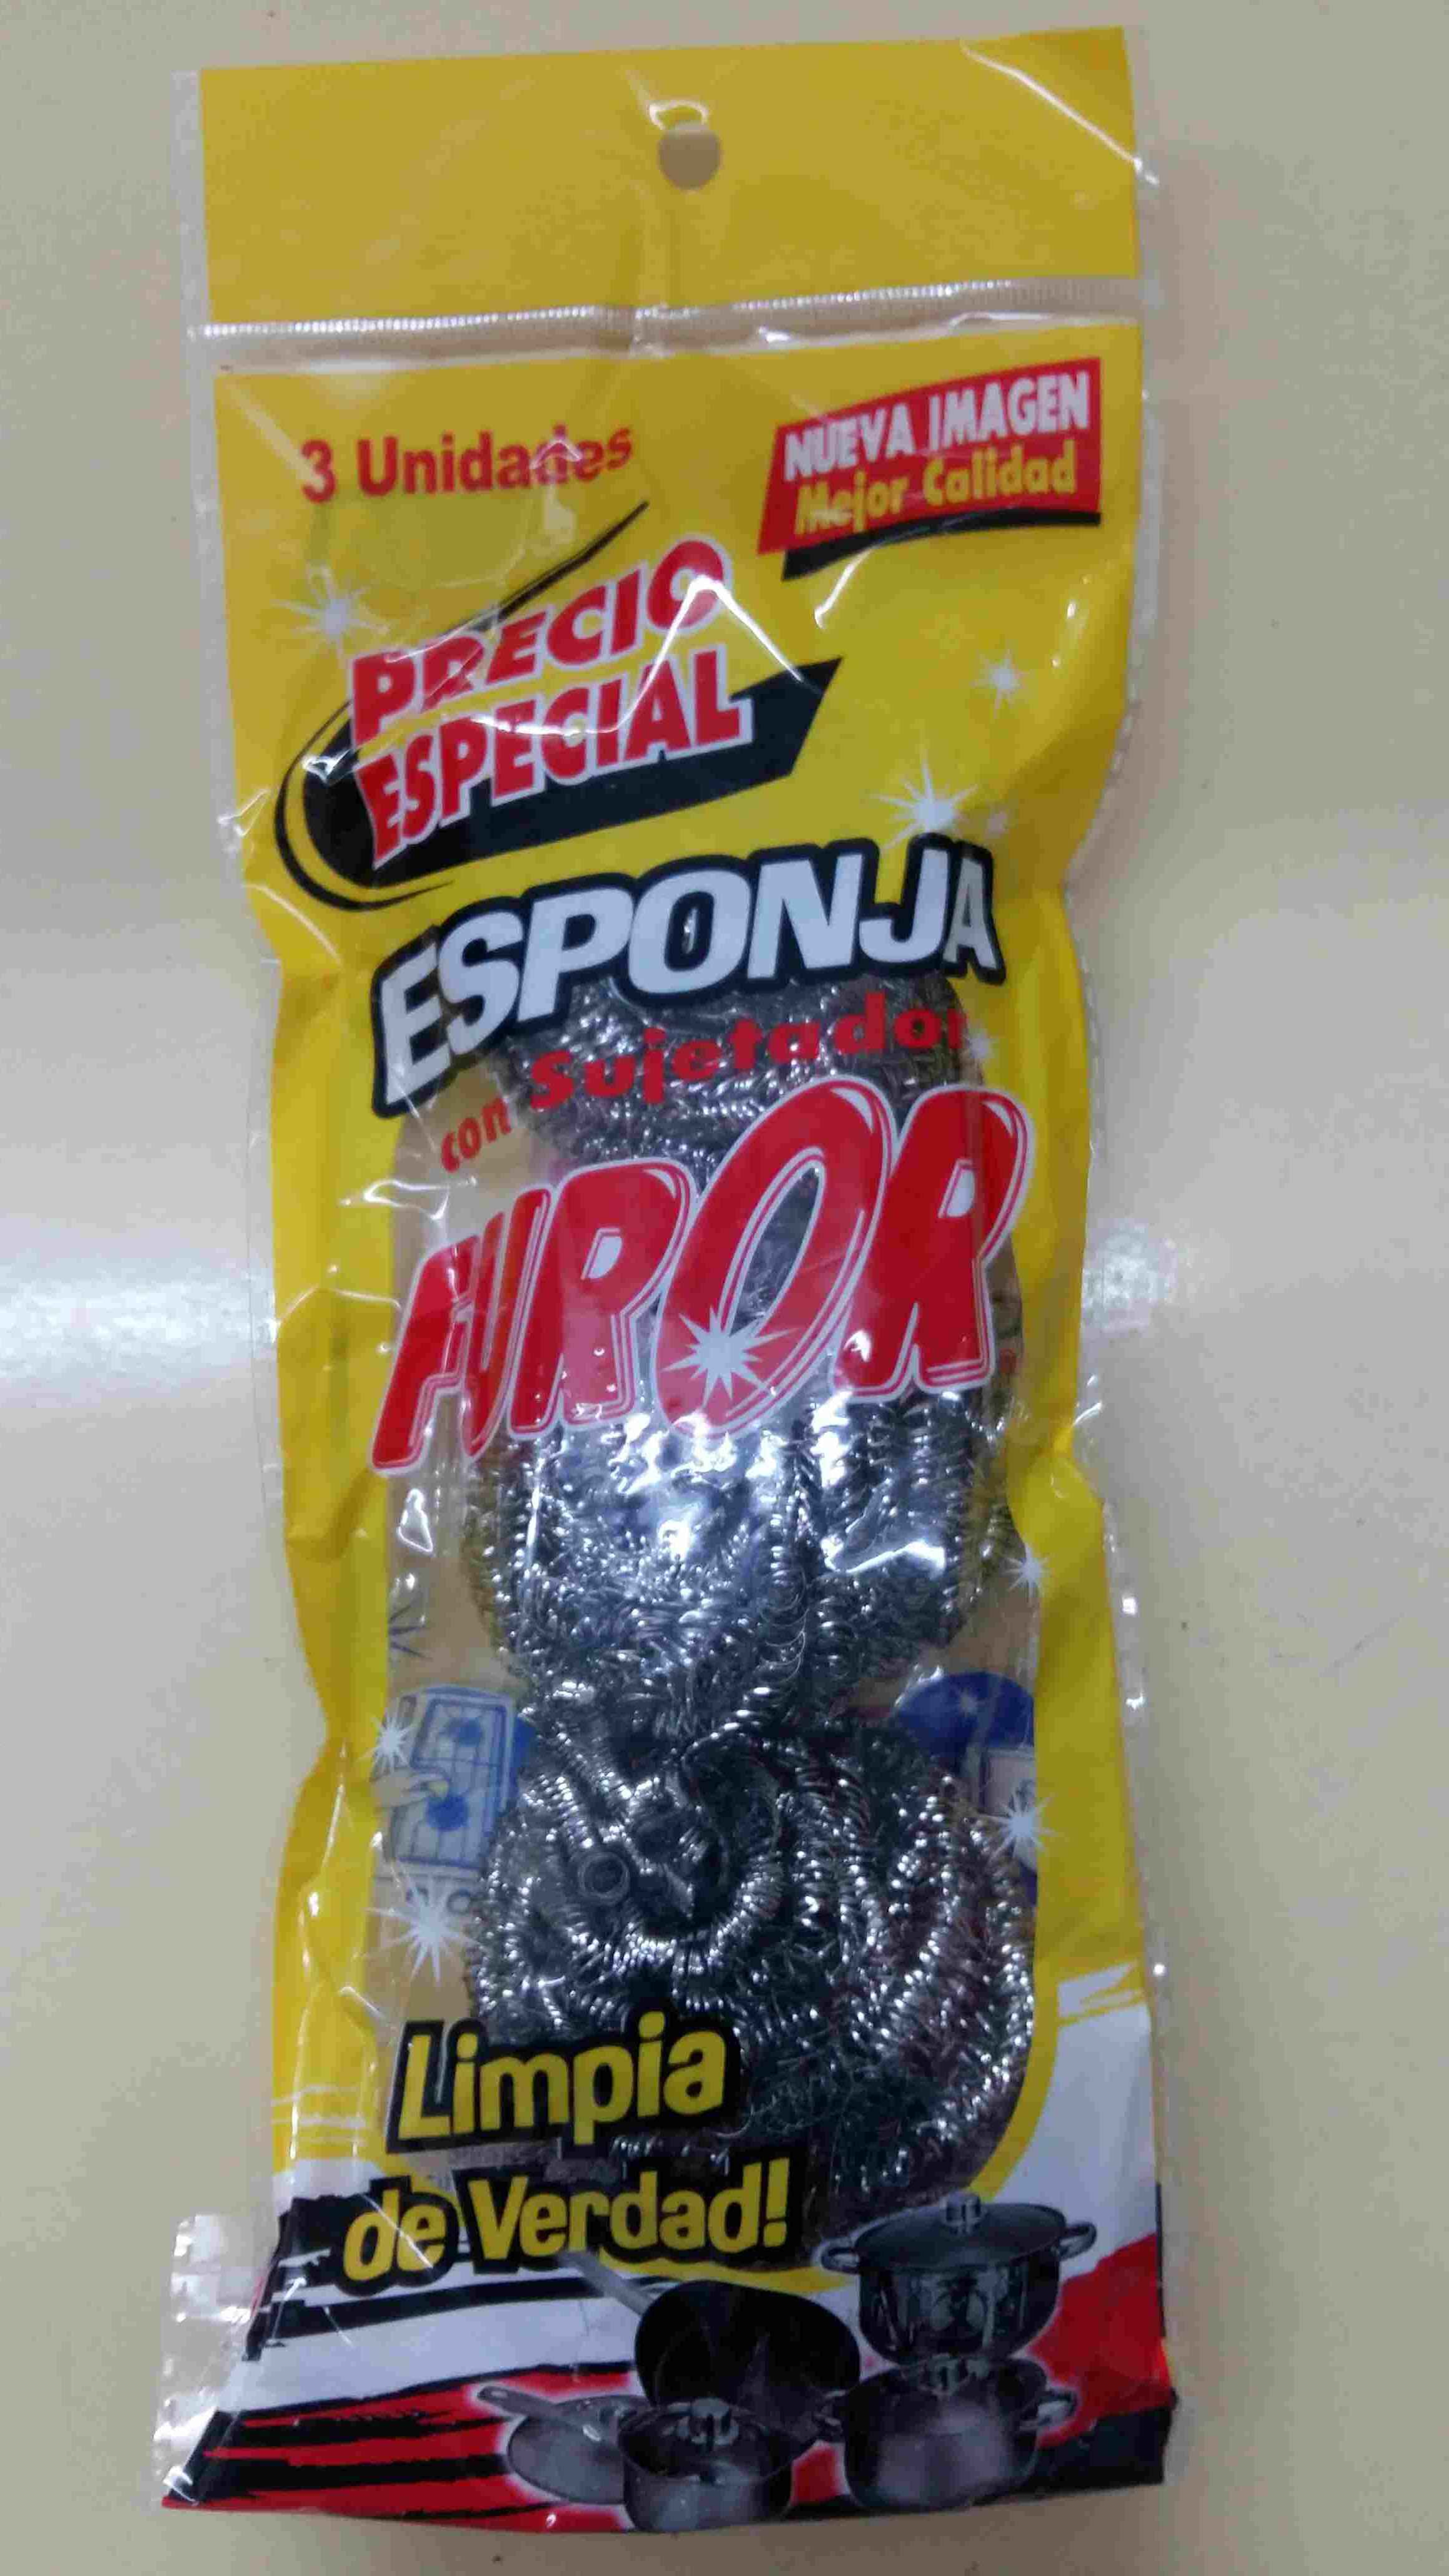 3 Unidades
NUEVA IMAGEN
Mejor Calidad
PRECIO
ESPECIAL
ESPONJA
con Sujetador
FUROR
Limpia
de Verdad!